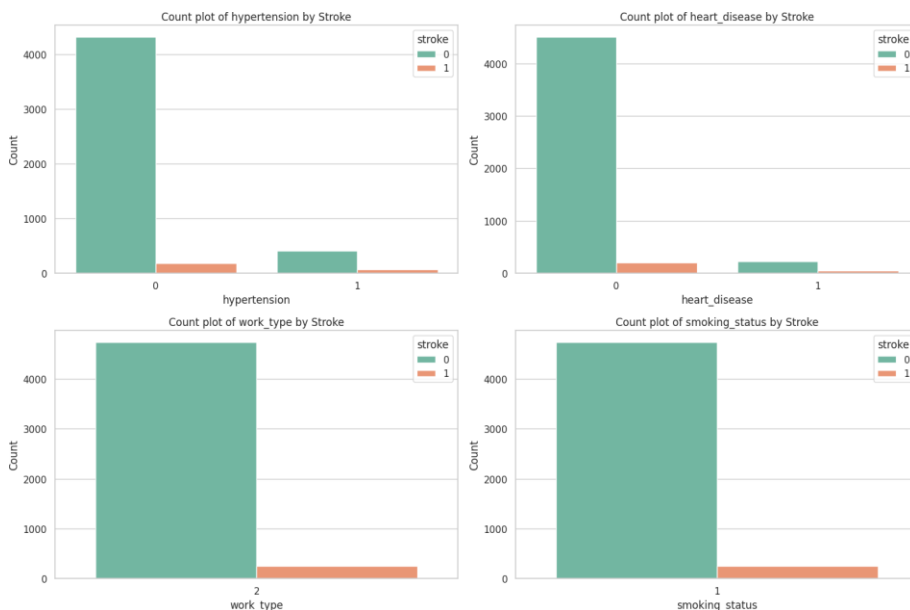 Count plot of hypertension by Stroke
stroke
0
1
4000
3000
2000
1000
0
Count
0 1
hypertension
Count plot of heart_disease by Stroke
stroke
0
1
4000
3000
2000
1000
0
Count
0 1
heart_disease
Count plot of work_type by Stroke
stroke
0
1
4000
3000
2000
1000
0
Count
2
work_type
Count plot of smoking_status by Stroke
stroke
0
1
4000
3000
2000
1000
0
Count
1
smoking_status